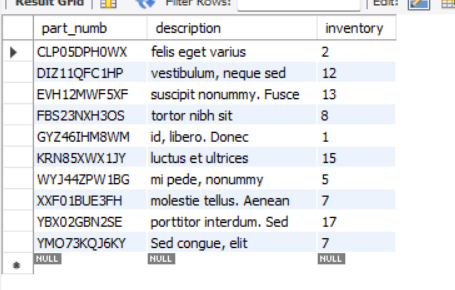 Result Grid Filter Rows: Edit:
part_numb description inventory
CLP05DPH0WX felis eget varius 2
DIZ11QFC1HP vestibulum, neque sed 12
EVH12MWF5XF suscipit nonummy. Fusce 13
FBS23NXH3OS tortor nibh sit 8
GYZ46IHM8WM id, libero. Donec 1
KRN85XWX1JY luctus et ultrices 15
WYJ44ZPW1BG mi pede, nonummy 5
XXF01BUE3FH molestie tellus. Aenean 7
YBX02GBN2SE porttitor interdum. Sed 17
YMO73KQJ6KY Sed congue, elit 7
NULL NULL NULL